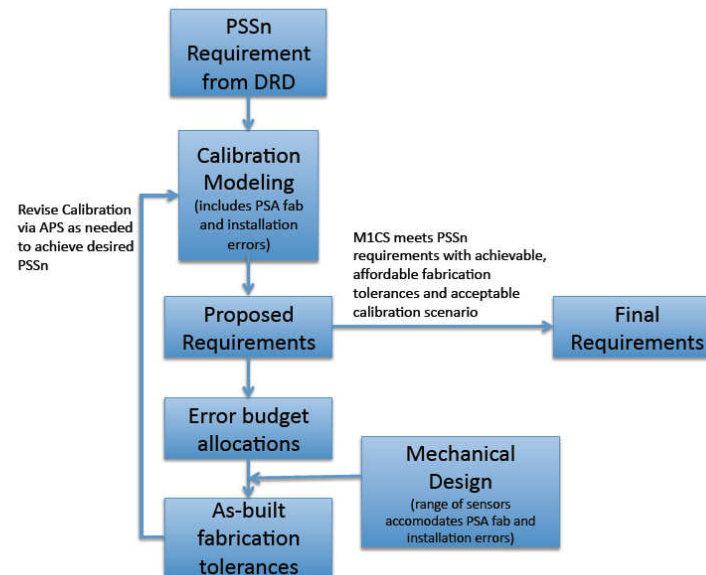 PSSn
Requirement
from DRD
Calibration
Modeling
(includes PSA fab
and installation
errors)
Revise Calibration
via APS as needed
to achieve desired
PSSn
M1CS meets PSSn
requirements with achievable,
affordable fabrication
tolerances and acceptable
calibration scenario
Proposed
Requirements
Final
Requirements
Error budget
allocations
Mechanical
Design
(range of sensors
accomodates PSA fab and
installation errors)
As-built
fabrication
tolerances